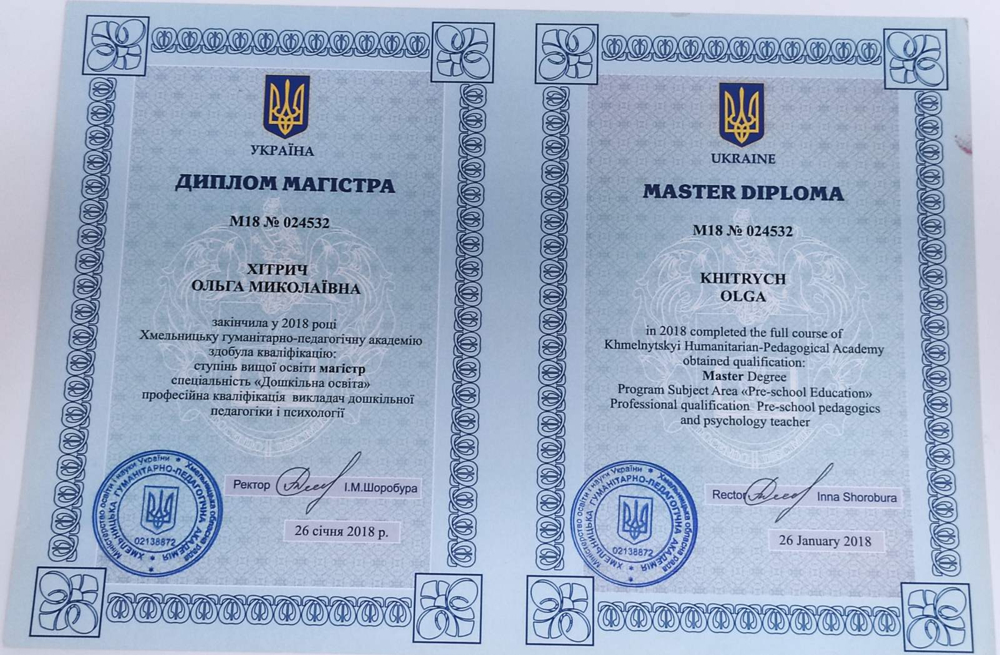 УКРАЇНА
ДИПЛОМ МАГІСТРА
М18 № 024532
ХІТРИЧ
ОЛЬГА МИКОЛАЇВНА
закінчила у 2018 році
Хмельницьку гуманітарно-педагогічну академію
здобула кваліфікацію:
ступінь вищої освіти магістр
спеціальність «Дошкільна освіта»
професійна кваліфікація викладач дошкільної
педагогіки і психології
Ректор І.М.Шоробура
26 січня 2018 р.
Міністерство освіти і науки України * Хмельницька обласна рада *
ХМЕЛЬНИЦЬКА ГУМАНІТАРНО-ПЕДАГОГІЧНА АКАДЕМІЯ *
02138872
UKRAINE
MASTER DIPLOMA
М18 № 024532
KHITRYCH
OLGA
in 2018 completed the full course of
Khmelnytskyi Humanitarian-Pedagogical Academy
obtained qualification:
Master Degree
Program Subject Area «Pre-school Education»
Professional qualification Pre-school pedagogics
and psychology teacher
Rector Inna Shorobura
26 January 2018
Міністерство освіти і науки України * Хмельницька обласна рада *
ХМЕЛЬНИЦЬКА ГУМАНІТАРНО-ПЕДАГОГІЧНА АКАДЕМІЯ *
02138872